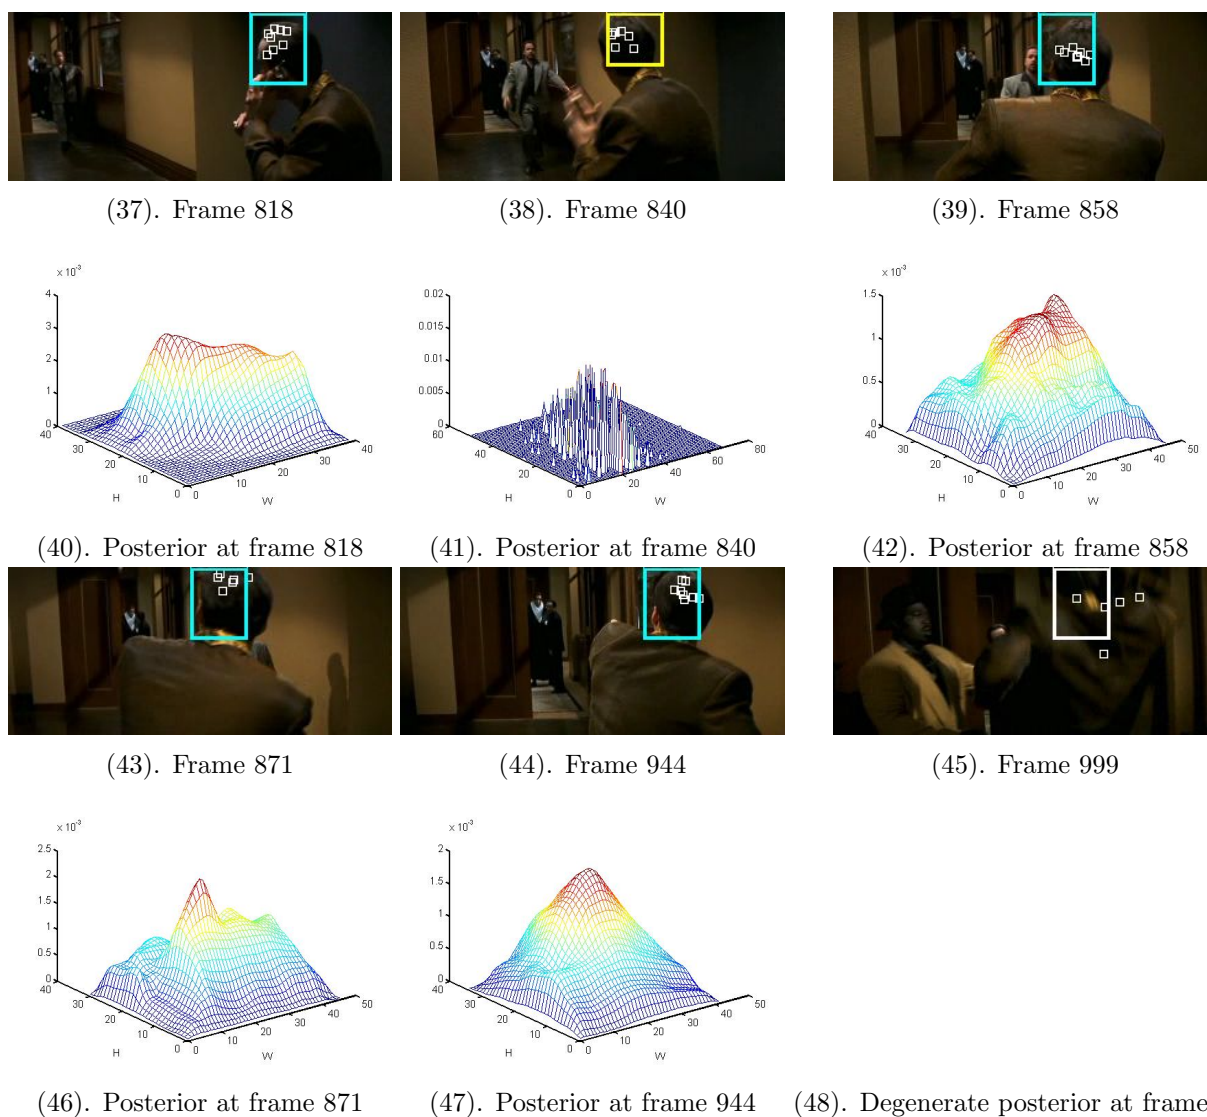 (37). Frame 818
(38). Frame 840
(39). Frame 858
x 10⁻³
4
3
2
1
0
40
30
20
10
0
0
20
30
40
H
W
0.02
0.015
0.01
0.005
0
60
40
20
0
0
20
40
60
80
H
W
x 10⁻³
1.5
1
0.5
0
40
30
20
10
0
0
10
20
30
40
50
H
W
(40). Posterior at frame 818
(41). Posterior at frame 840
(42). Posterior at frame 858
(43). Frame 871
(44). Frame 944
(45). Frame 999
x 10⁻³
2.5
2
1.5
1
0.5
0
40
30
20
10
0
0
10
20
30
40
50
H
W
x 10⁻³
2
1.5
1
0.5
0
40
30
20
10
0
0
10
20
30
40
50
H
W
(46). Posterior at frame 871
(47). Posterior at frame 944
(48). Degenerate posterior at frame